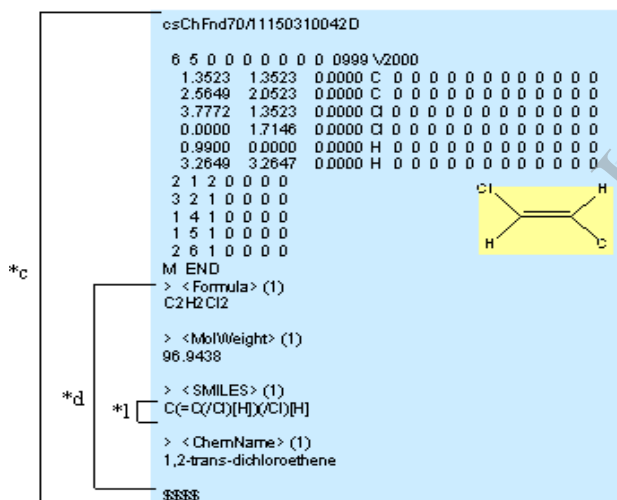 csChFnd70/11150310042D
6 5 0 0 0 0 0 0 0 0999 V2000
1.3523 1.3523 0.0000 C 0 0 0 0 0 0 0 0 0 0 0 0
2.5649 2.0523 0.0000 C 0 0 0 0 0 0 0 0 0 0 0 0
3.7772 1.3523 0.0000 Cl 0 0 0 0 0 0 0 0 0 0 0 0
0.0000 1.7146 0.0000 Cl 0 0 0 0 0 0 0 0 0 0 0 0
0.9900 0.0000 0.0000 H 0 0 0 0 0 0 0 0 0 0 0 0
3.2649 3.2647 0.0000 H 0 0 0 0 0 0 0 0 0 0 0 0
2 1 2 0 0 0 0
3 2 1 0 0 0 0
1 4 1 0 0 0 0
1 5 1 0 0 0 0
2 6 1 0 0 0 0
Cl H
H C
M END
*c
> <Formula> (1)
C2H2Cl2
> <MolWeight> (1)
96.9438
> <SMILES> (1)
*d
*l
C(=C(/Cl)[H])(/Cl)[H]
> <ChemName> (1)
1,2-trans-dichloroethene
$$$$